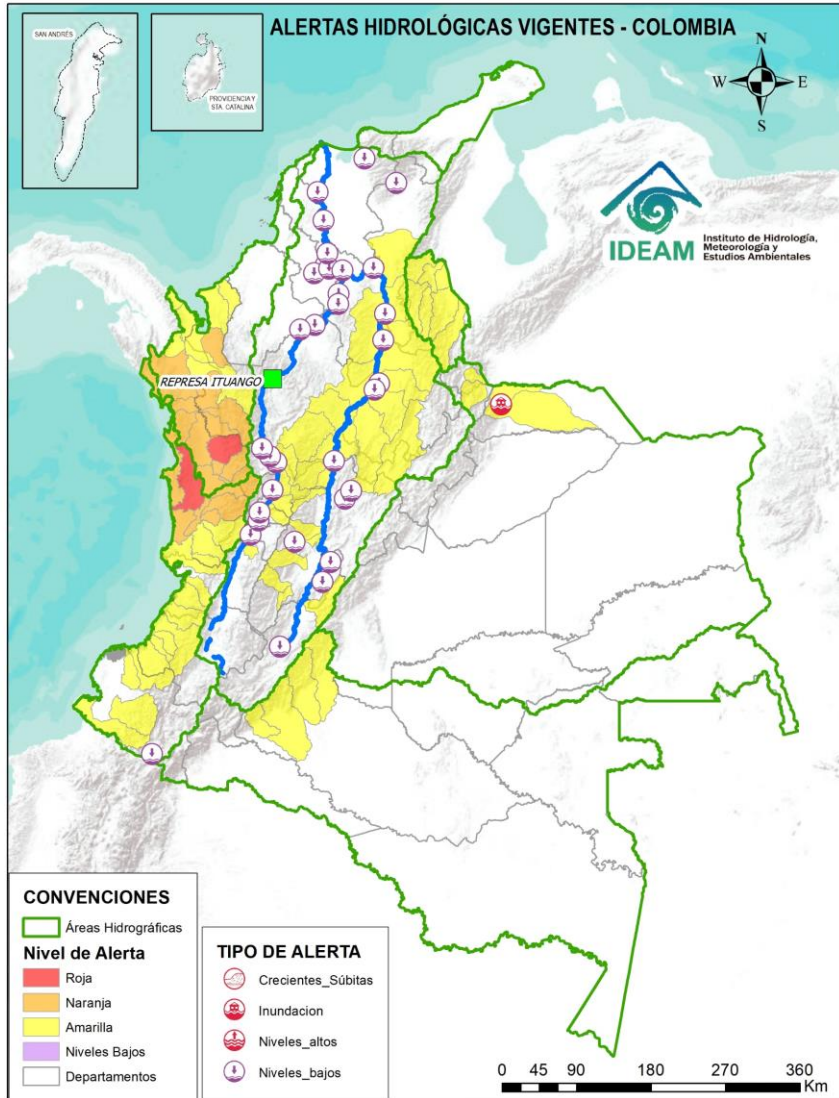 ALERTAS HIDROLÓGICAS VIGENTES - COLOMBIA
SAN ANDRÉS
PROVIDENCIA Y
STA. CATALINA
N
W E
S
IDEAM
Instituto de Hidrología,
Meteorología y
Estudios Ambientales
REPRESA ITUANGO
CONVENCIONES
Áreas Hidrográficas
Nivel de Alerta
Roja
Naranja
Amarilla
Niveles Bajos
Departamentos
TIPO DE ALERTA
Crecientes_Súbitas
Inundacion
Niveles_altos
Niveles_bajos
0 45 90 180 270 360
Km